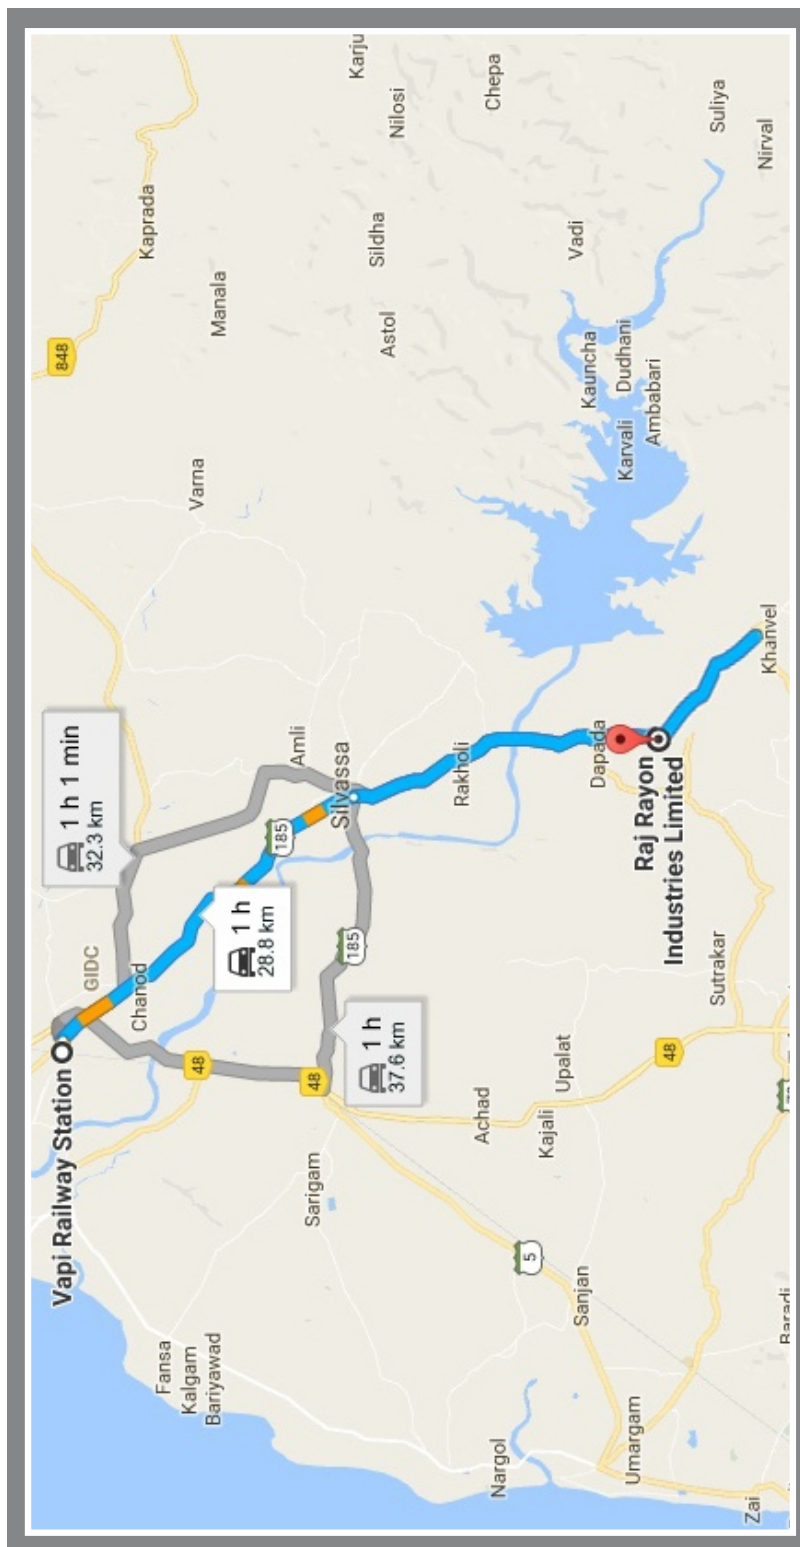 Vapi Railway Station
848
1 h 1 min
32.3 km
GIDC
Chanod
Kaprada
Fansa
Kalgam
Bariyawad
48
Varna
Manala
1 h
28.8 km
185
Amli
Sarigam
48
Silvassa
185
Karju
1 h
37.6 km
Sildha
Astol
Nilosi
Rakholi
Achad
Chepa
Nargol
5
Kajali
Upalat
Vadi
Sanjan
Kauncha
Dapada
Dudhani
Karvali
Umargam
Raj Rayon
Industries Limited
Ambabari
48
Sutrakar
Suliya
Zai
Khanvel
Nirval